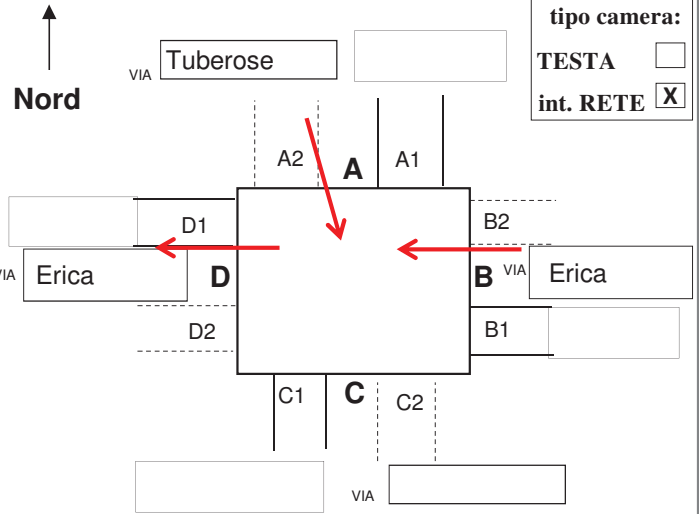 tipo camera:
TESTA
int. RETE X
Nord
VIA Tuberose
A2 A A1
D1
B2
VIA Erica
D
B VIA Erica
D2
B1
C1 C C2
VIA